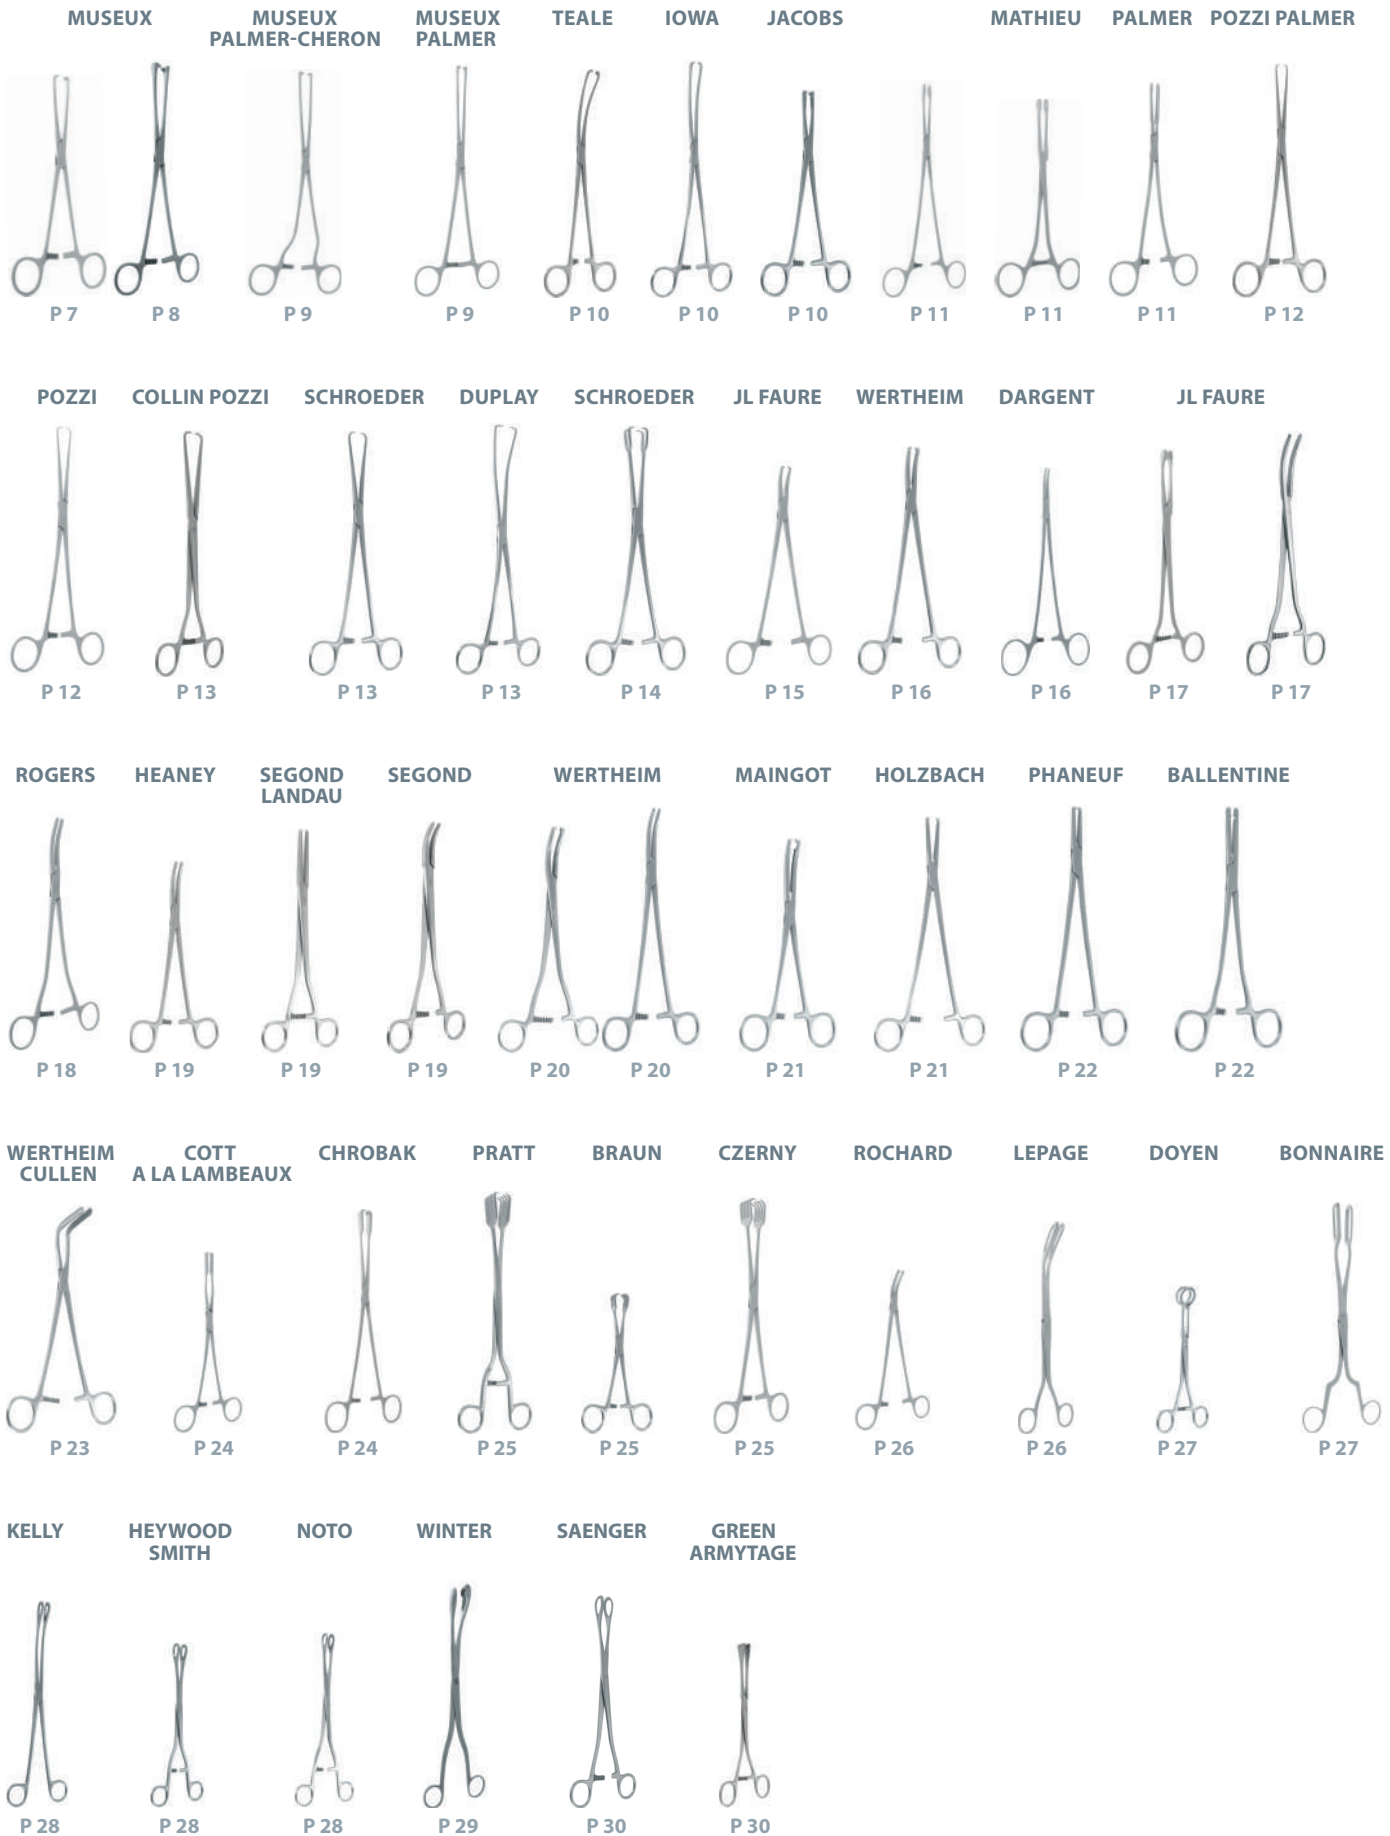 MUSEUX
MUSEUX
PALMER-CHERON
MUSEUX
PALMER
TEALE
IOWA
JACOBS
MATHIEU
PALMER
POZZI PALMER
P 7
P 8
P 9
P 9
P 10
P 10
P 10
P 11
P 11
P 11
P 12
POZZI
COLLIN POZZI
SCHROEDER
DUPLAY
SCHROEDER
JL FAURE
WERTHEIM
DARGENT
JL FAURE
P 12
P 13
P 13
P 13
P 14
P 15
P 16
P 16
P 17
P 17
ROGERS
HEANEY
SEGOND
LANDAU
SEGOND
WERTHEIM
MAINGOT
HOLZBACH
PHANEUF
BALLENTINE
P 18
P 19
P 19
P 19
P 20
P 20
P 21
P 21
P 22
P 22
WERTHEIM
CULLEN
COTT
A LA LAMBEAUX
CHROBAK
PRATT
BRAUN
CZERNY
ROCHARD
LEPAGE
DOYEN
BONNAIRE
P 23
P 24
P 24
P 25
P 25
P 25
P 26
P 26
P 27
P 27
KELLY
HEYWOOD
SMITH
NOTO
WINTER
SAENGER
GREEN
ARMYTAGE
P 28
P 28
P 28
P 29
P 30
P 30